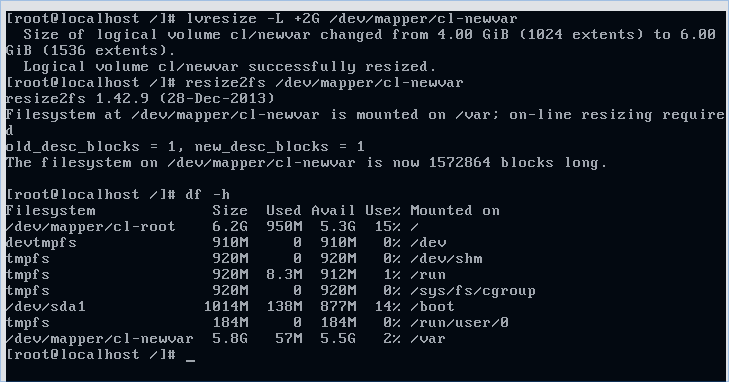 [root@localhost /]# lvresize -L +2G /dev/mapper/cl-newvar
  Size of logical volume cl/newvar changed from 4.00 GiB (1024 extents) to 6.00
GiB (1536 extents).
  Logical volume cl/newvar successfully resized.
[root@localhost /]# resize2fs /dev/mapper/cl-newvar
resize2fs 1.42.9 (28-Dec-2013)
Filesystem at /dev/mapper/cl-newvar is mounted on /var; on-line resizing require
d
old_desc_blocks = 1, new_desc_blocks = 1
The filesystem on /dev/mapper/cl-newvar is now 1572864 blocks long.

[root@localhost /]# df -h
Filesystem             Size  Used Avail Use% Mounted on
/dev/mapper/cl-root    6.2G  950M  5.3G  15% /
devtmpfs               910M     0  910M   0% /dev
tmpfs                  920M     0  920M   0% /dev/shm
tmpfs                  920M  8.3M  912M   1% /run
tmpfs                  920M     0  920M   0% /sys/fs/cgroup
/dev/sda1             1014M  138M  877M  14% /boot
tmpfs                  184M     0  184M   0% /run/user/0
/dev/mapper/cl-newvar  5.8G   57M  5.5G   2% /var
[root@localhost /]# _